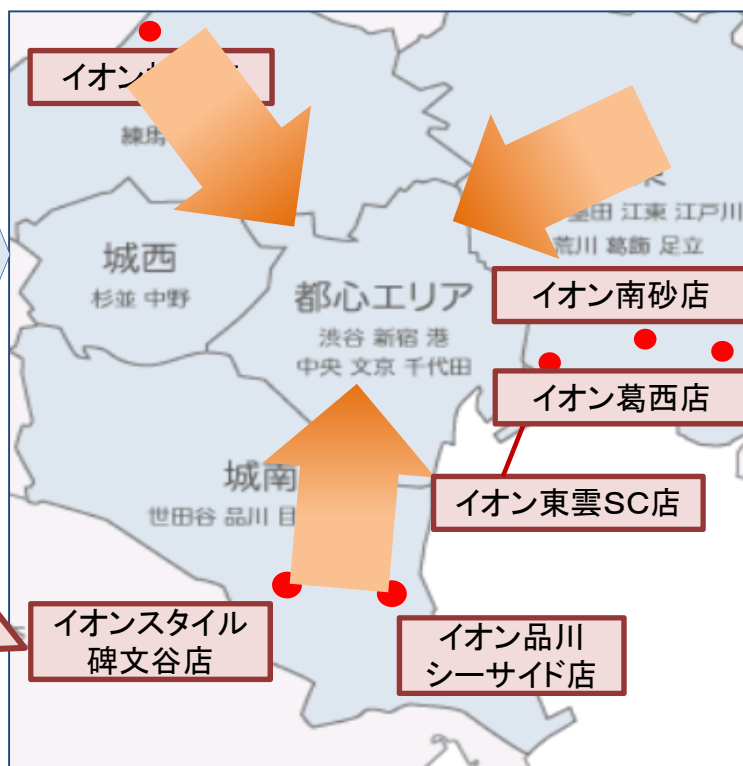 イオン
練馬
城西
杉並 中野
都心エリア
渋谷 新宿 港
中央 文京 千代田
墨田 江東 江戸川
荒川 葛飾 足立
イオン南砂店
イオン葛西店
イオン東雲SC店
城南
世田谷 品川 目
イオンスタイル
碑文谷店
イオン品川
シーサイド店